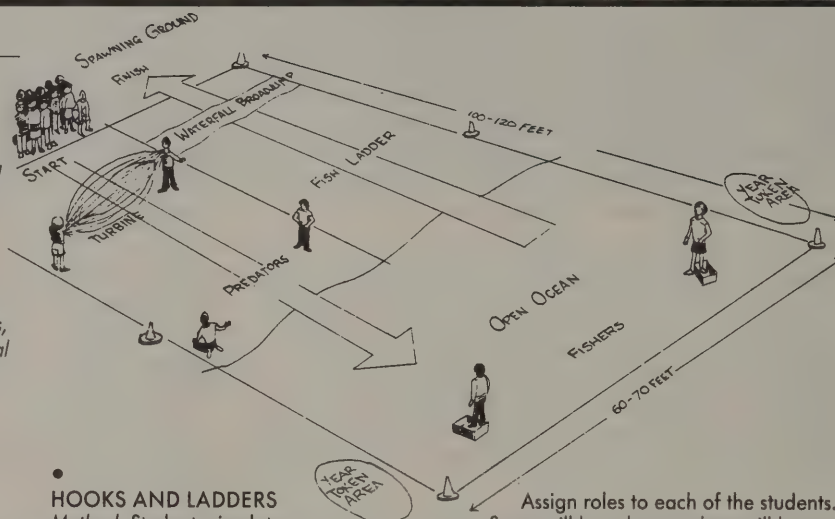 SPAWNING GROUND
FINISH
WATERFALL BROADJUMP
100-120 FEET
START
FISH LADDER
YEAR
TOKEN
AREA
TURBINE
PREDATORS
OPEN OCEAN
FISHERS
60-70 FEET
YEAR
TOKEN
AREA
HOOKS AND LADDERS
Assign roles to each of the students.